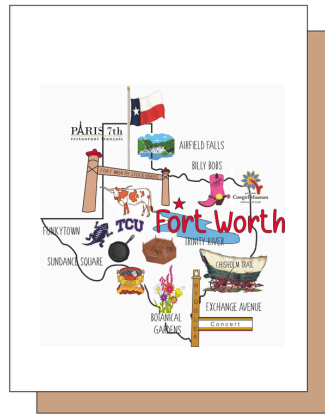 PARIS 7th
restaurant français
AIRFIELD FALLS
BILLY BOBS
FORT WORTH STOCK YARDS
Cowgirl Museum
FUNKYTOWN
TCU
Fort Worth
TRINITY RIVER
SUNDANCE SQUARE
CHISHOLM TRAIL
EXCHANGE AVENUE
BOTANICAL
GARDENS
Concert